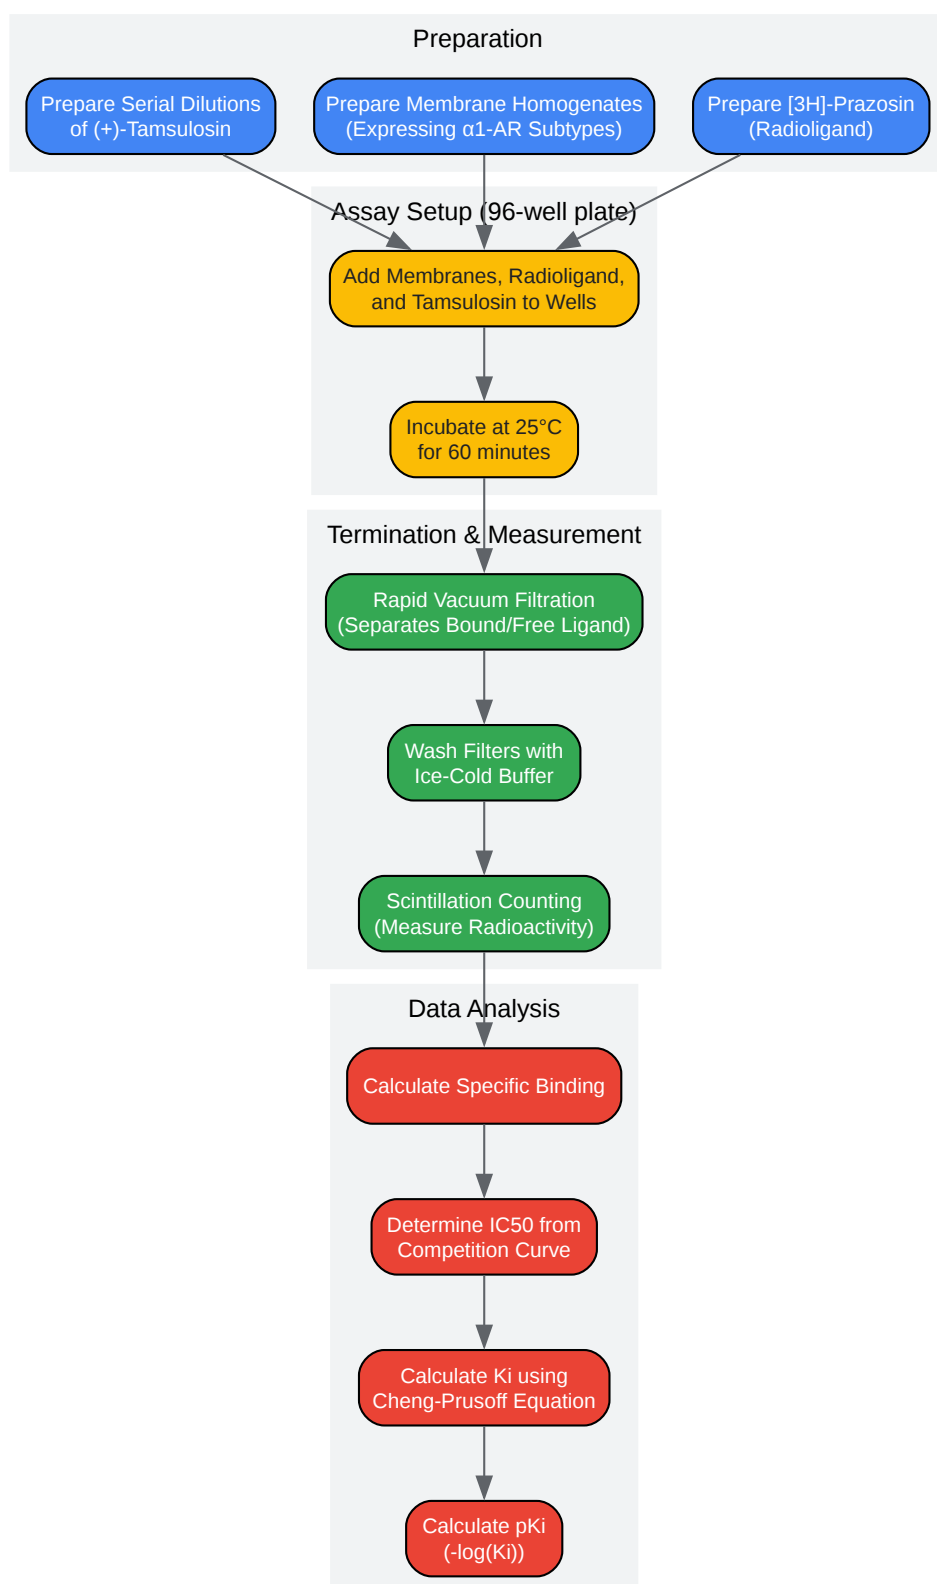 Preparation
Prepare Serial Dilutions
of (+)-Tamsulosin
Prepare Membrane Homogenates
(Expressing α1-AR Subtypes)
Prepare [3H]-Prazosin
(Radioligand)
Assay Setup (96-well plate)
Add Membranes, Radioligand,
and Tamsulosin to Wells
Incubate at 25°C
for 60 minutes
Termination & Measurement
Rapid Vacuum Filtration
(Separates Bound/Free Ligand)
Wash Filters with
Ice-Cold Buffer
Scintillation Counting
(Measure Radioactivity)
Data Analysis
Calculate Specific Binding
Determine IC50 from
Competition Curve
Calculate Ki using
Cheng-Prusoff Equation
Calculate pKi
(-log(Ki))